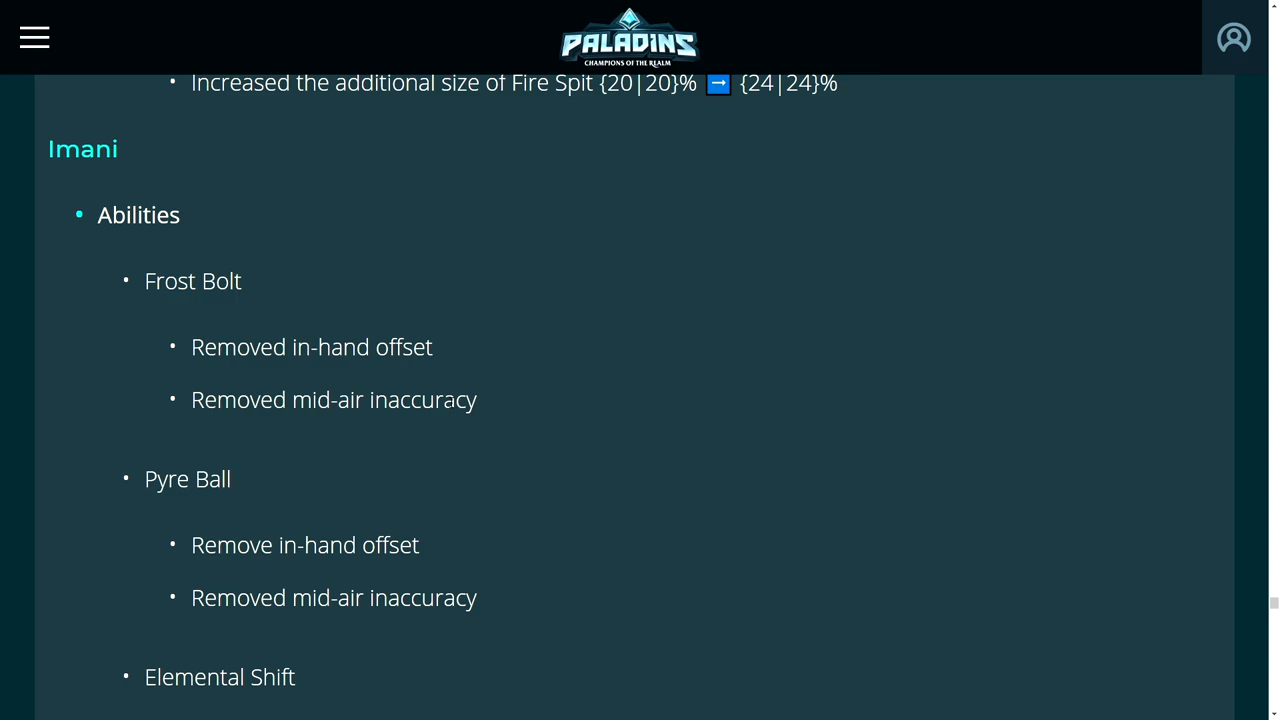 PALADINS
CHAMPIONS OF THE REALM
• Increased the additional size of Fire Spit {20|20}% ➡ {24|24}%
Imani
• Abilities
• Frost Bolt
• Removed in-hand offset
• Removed mid-air inaccuracy
• Pyre Ball
• Remove in-hand offset
• Removed mid-air inaccuracy
• Elemental Shift